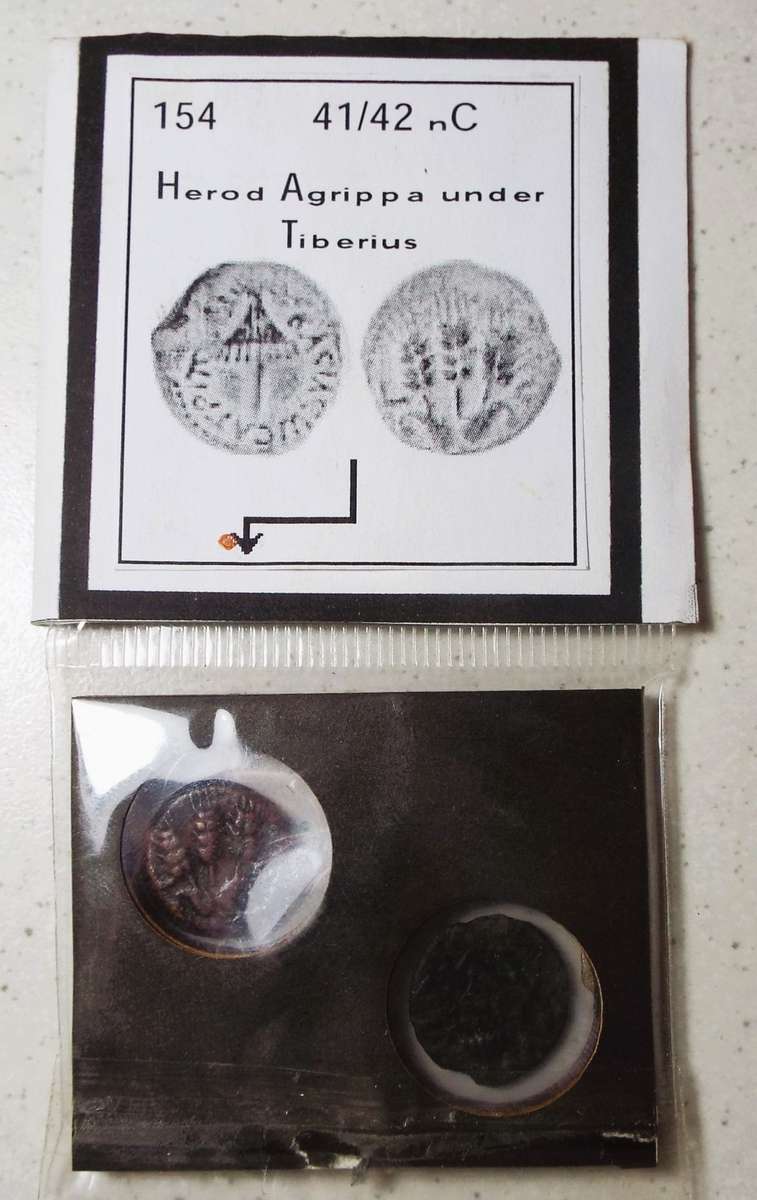 154 41/42 nC
Herod Agrippa under
Tiberius